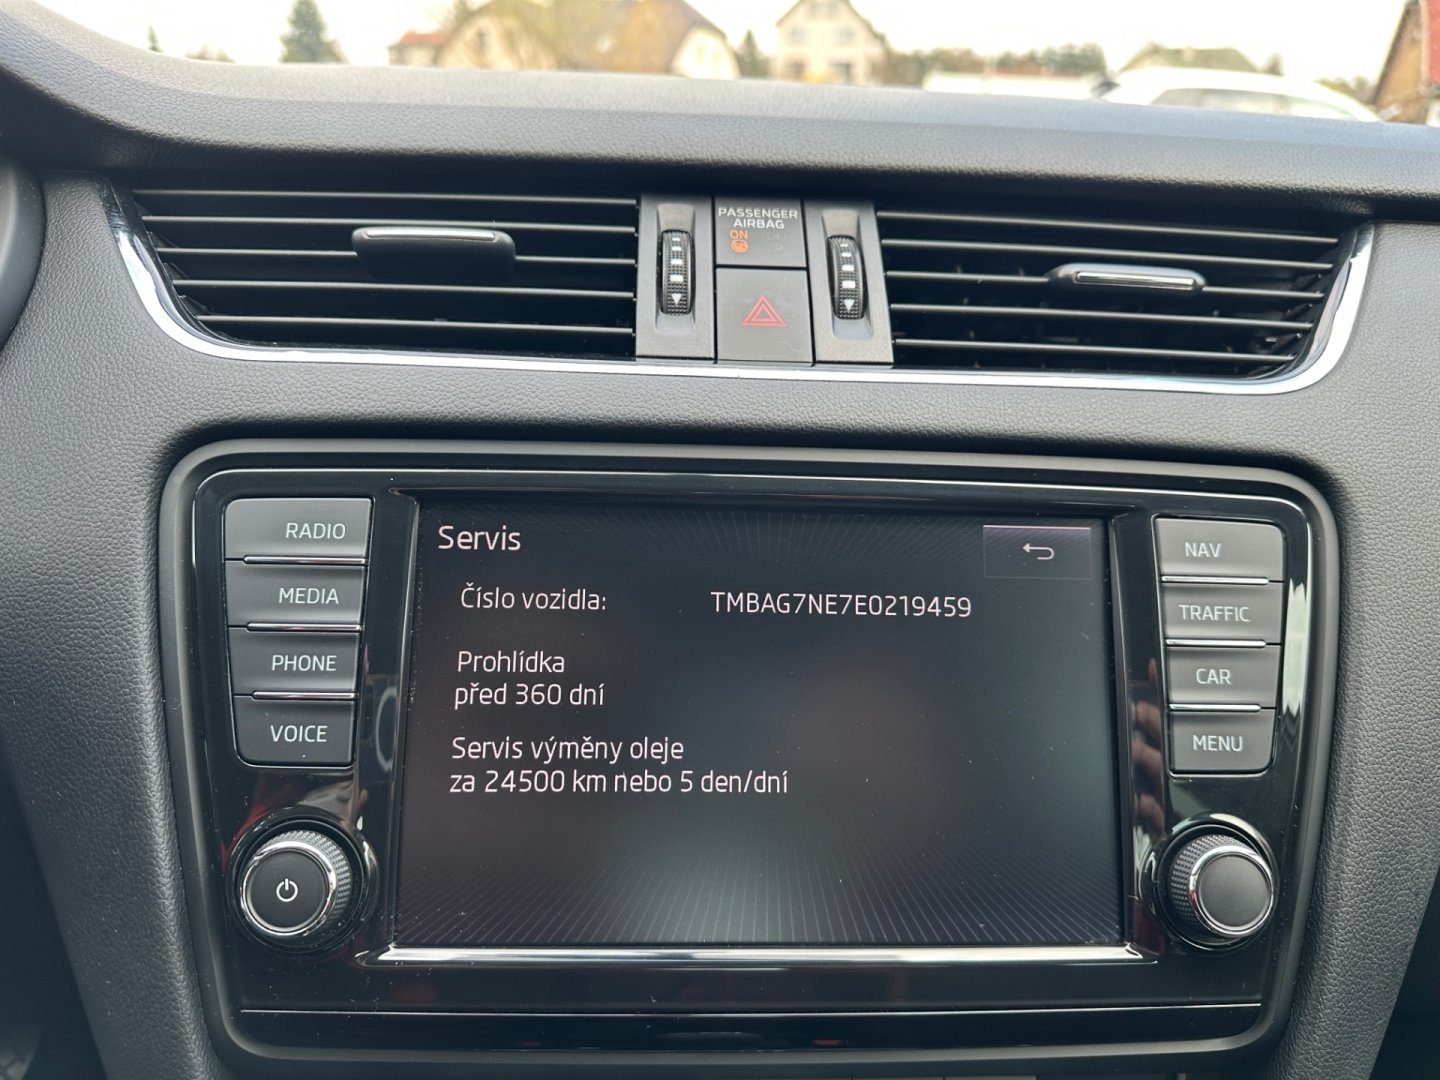 PASSENGER
AIRBAG
ON OFF
RADIO
MEDIA
PHONE
VOICE
Servis
Číslo vozidla: TMBAG7NE7E0219459
Prohlídka
před 360 dní
Servis výměny oleje
za 24500 km nebo 5 den/dní
NAV
TRAFFIC
CAR
MENU